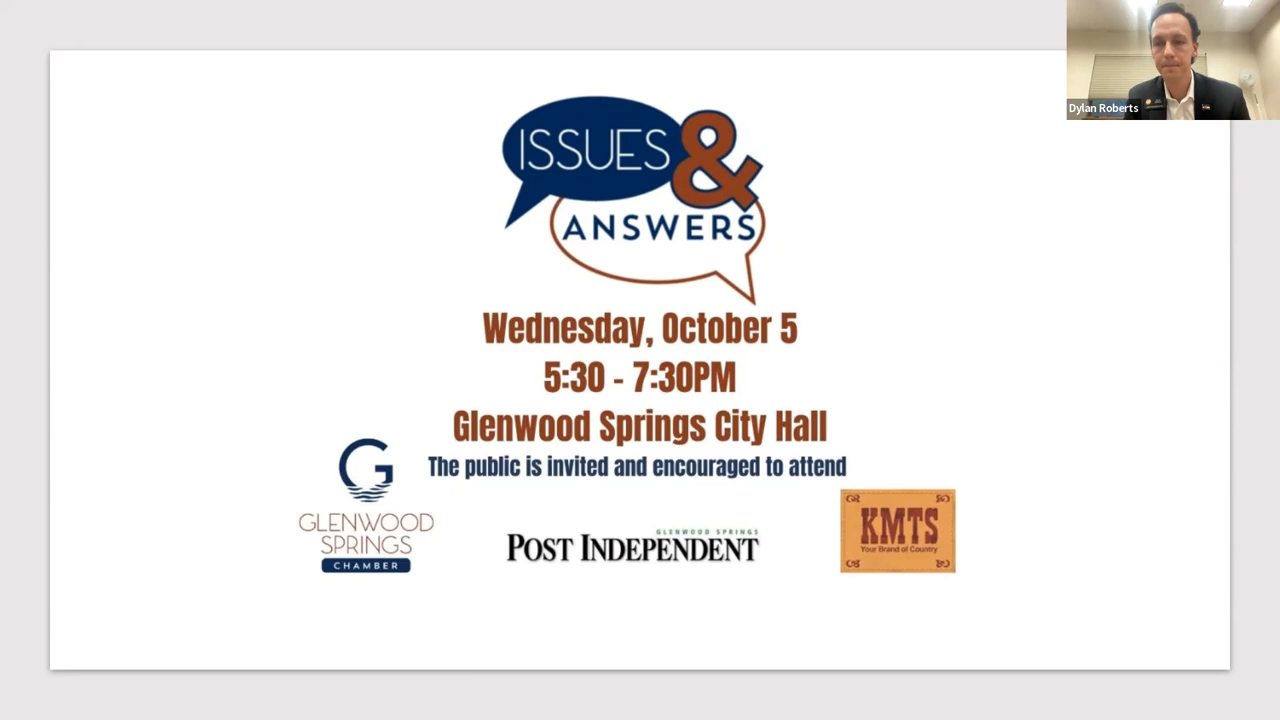 Dylan Roberts
ISSUES &
ANSWERS
Wednesday, October 5
5:30 - 7:30PM
Glenwood Springs City Hall
The public is invited and encouraged to attend
G
GLENWOOD
SPRINGS
CHAMBER
GLENWOOD SPRINGS
POST INDEPENDENT
KMTS
Your Brand of Country